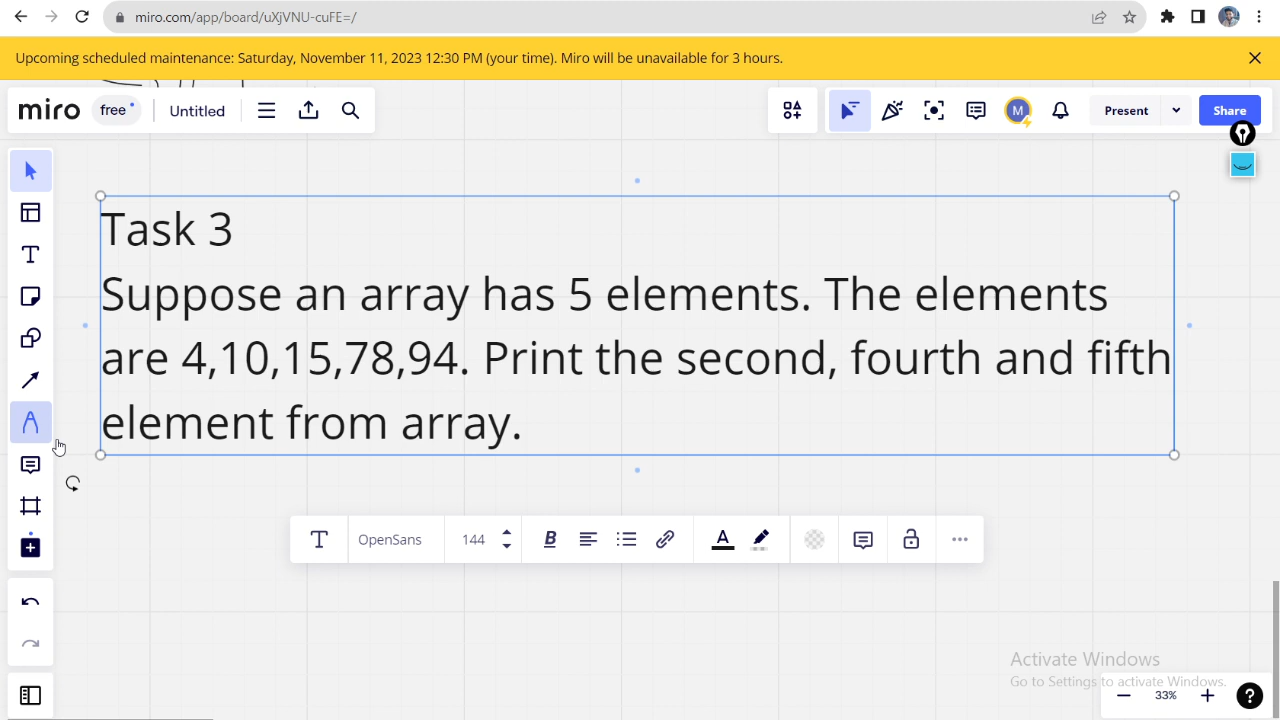 miro.com/app/board/uXjVNU-cuFE=/
Upcoming scheduled maintenance: Saturday, November 11, 2023 12:30 PM (your time). Miro will be unavailable for 3 hours.
miro free Untitled M Present Share
Task 3
Suppose an array has 5 elements. The elements
are 4,10,15,78,94. Print the second, fourth and fifth
element from array.
OpenSans 144 B A
Activate Windows
Go to Settings to activate Windows.
33%